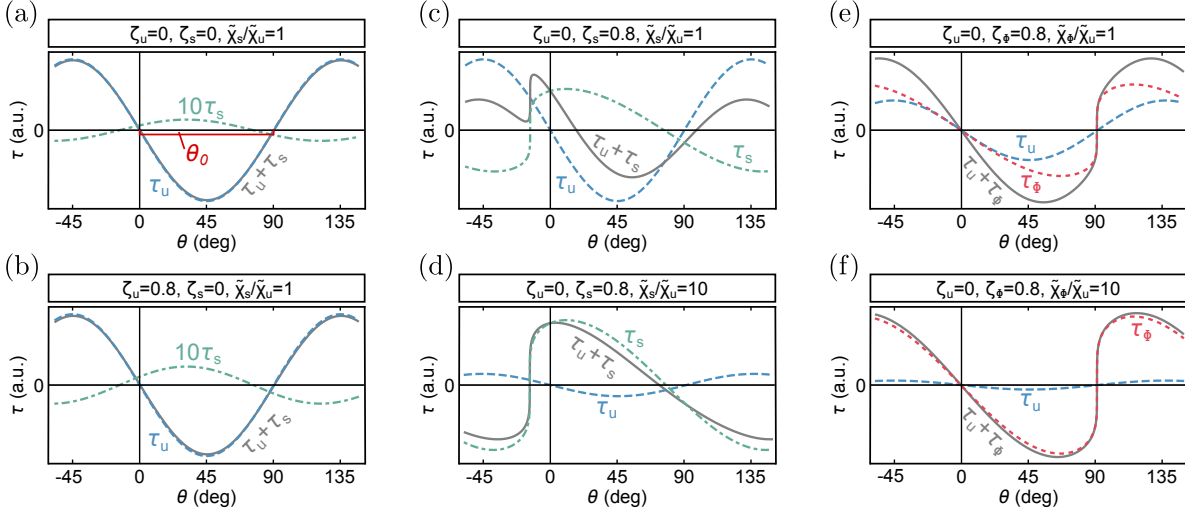 (a)
ζu=0, ζs=0, χ̃s/χ̃u=1
τ (a.u.)
0
10τs
θ0
τu
τu+τs
-45 0 45 90 135
θ (deg)
(b)
ζu=0.8, ζs=0, χ̃s/χ̃u=1
τ (a.u.)
0
10τs
τu
τu+τs
-45 0 45 90 135
θ (deg)
(c)
ζu=0, ζs=0.8, χ̃s/χ̃u=1
τ (a.u.)
0
τu+τs
τs
τu
-45 0 45 90 135
θ (deg)
(d)
ζu=0, ζs=0.8, χ̃s/χ̃u=10
τ (a.u.)
0
τs
τu+τs
τu
-45 0 45 90 135
θ (deg)
(e)
ζu=0, ζΦ=0.8, χ̃Φ/χ̃u=1
τ (a.u.)
0
τu
τΦ
τu+τΦ
-45 0 45 90 135
θ (deg)
(f)
ζu=0, ζΦ=0.8, χ̃Φ/χ̃u=10
τ (a.u.)
0
τΦ
τu
τu+τΦ
-45 0 45 90 135
θ (deg)